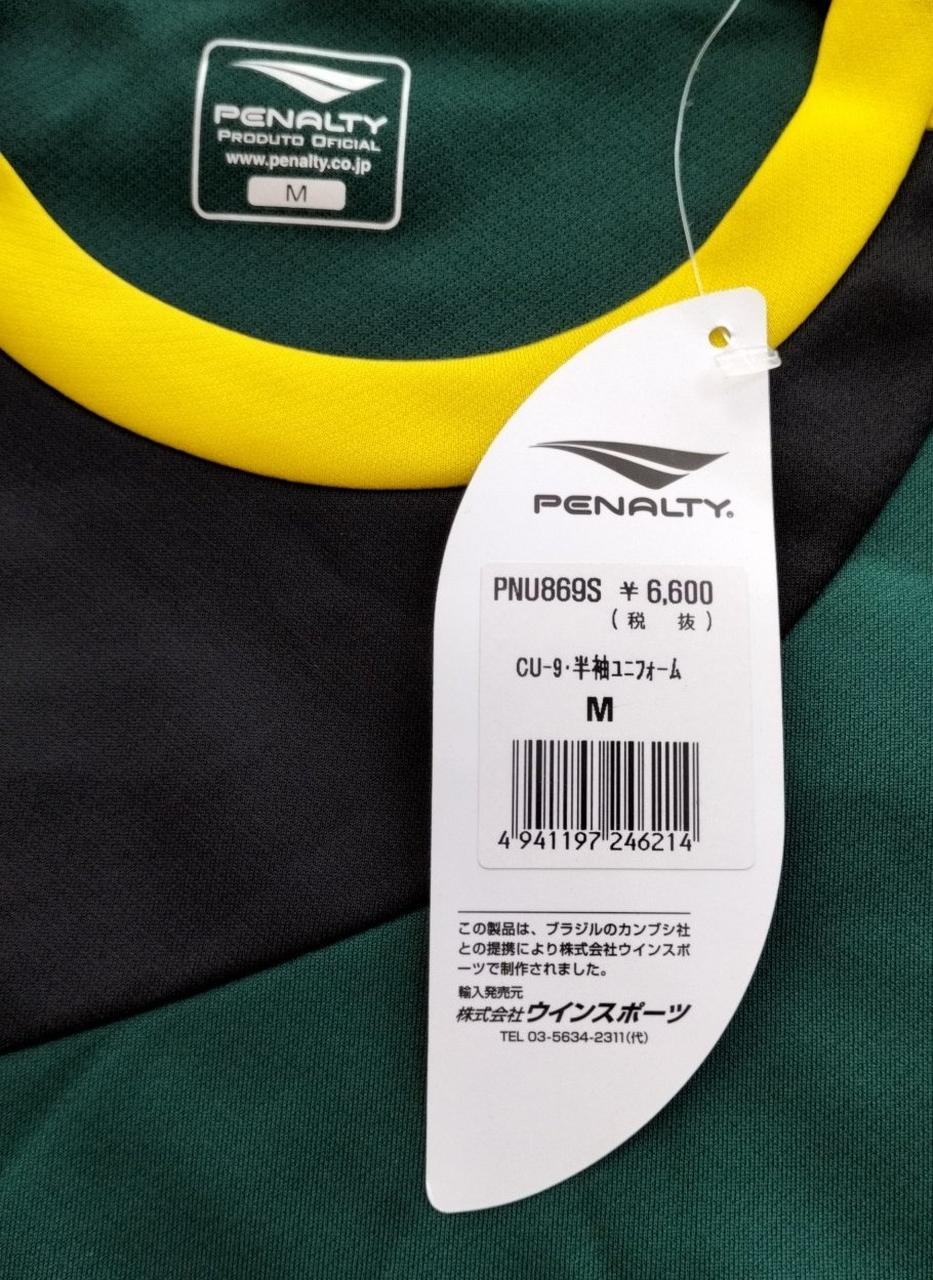 PENALTY
PRODUTO OFICIAL
www.penalty.co.jp
M
PENALTY®
PNU869S ¥6,600
(税 抜)
CU-9・半袖ユニフォーム
M
4 941197 246214
この製品は、ブラジルのカンブシ社
との提携により株式会社ウインスポ
ーツで制作されました。
輸入発売元
株式会社ウインスポーツ
TEL 03-5634-2311(代)